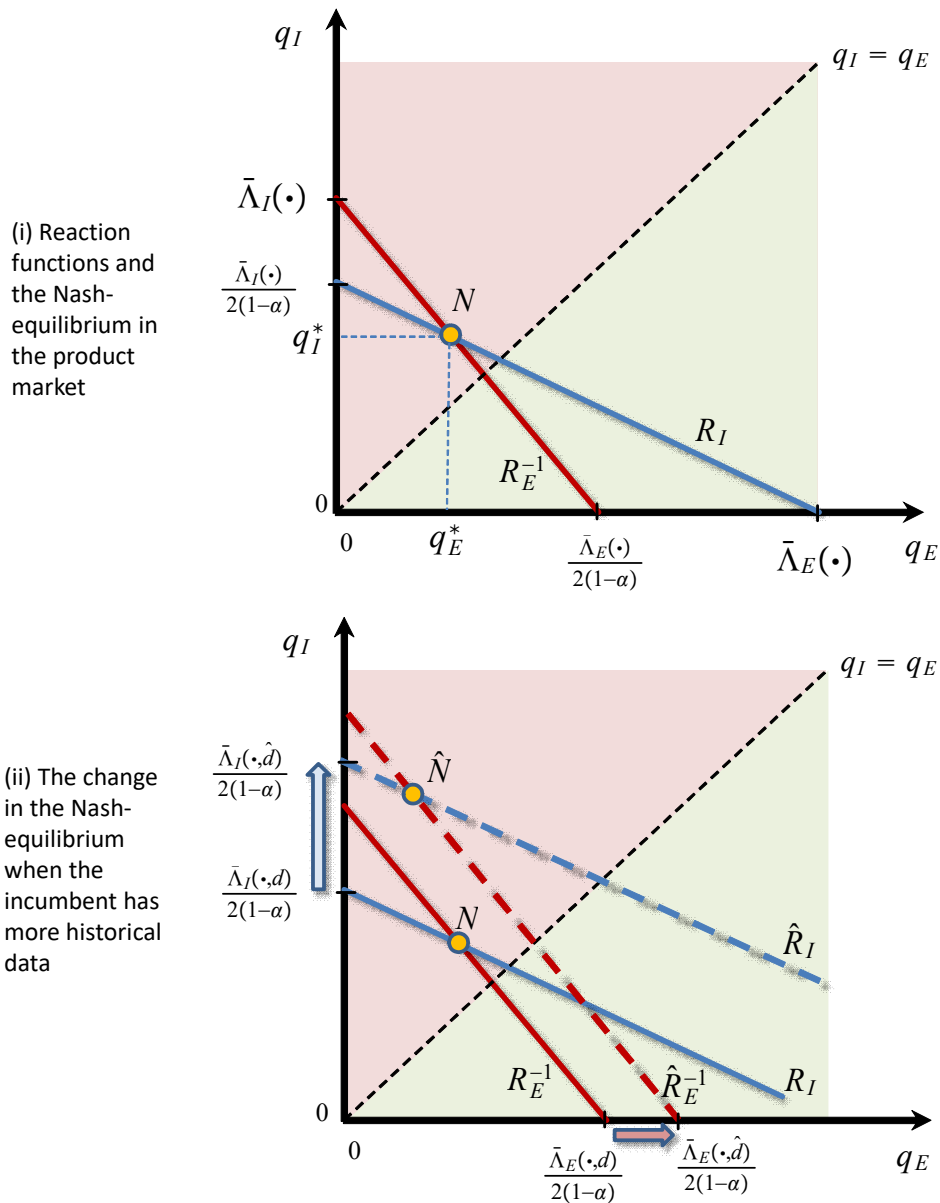 q_I
q_I = q_E
Λ̄_I(·)
(i) Reaction
functions and
the Nash-
equilibrium in
the product
market
Λ̄_I(·)
2(1−α)
N
q_I^*
R_I
R_E^{-1}
0
0
q_E^*
Λ̄_E(·)
2(1−α)
Λ̄_E(·)
q_E
q_I
q_I = q_E
(ii) The change
in the Nash-
equilibrium
when the
incumbent has
more historical
data
Λ̄_I(·,d̂)
2(1−α)
N̂
Λ̄_I(·,d)
2(1−α)
N
R̂_I
R_E^{-1}
R̂_E^{-1}
R_I
0
0
Λ̄_E(·,d)
2(1−α)
Λ̄_E(·,d̂)
2(1−α)
q_E